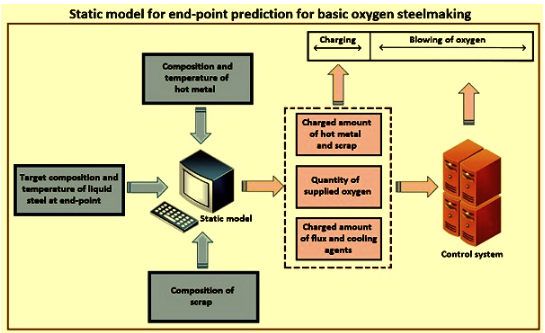 Static model for end-point prediction for basic oxygen steelmaking
Charging
Blowing of oxygen
Composition and
temperature of
hot metal
Charged amount
of hot metal
and scrap
Target composition and
temperature of liquid
steel at end-point
Static model
Quantity of
supplied oxygen
Charged amount
of flux and cooling
agents
Control system
Composition of
scrap